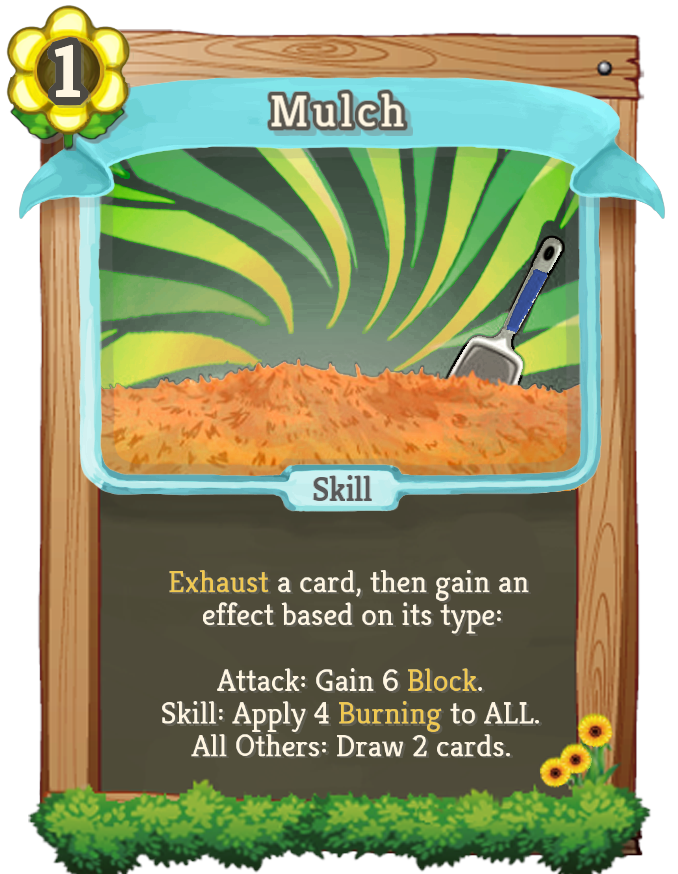 1
Mulch
Skill
Exhaust a card, then gain an
effect based on its type:
Attack: Gain 6 Block.
Skill: Apply 4 Burning to ALL.
All Others: Draw 2 cards.